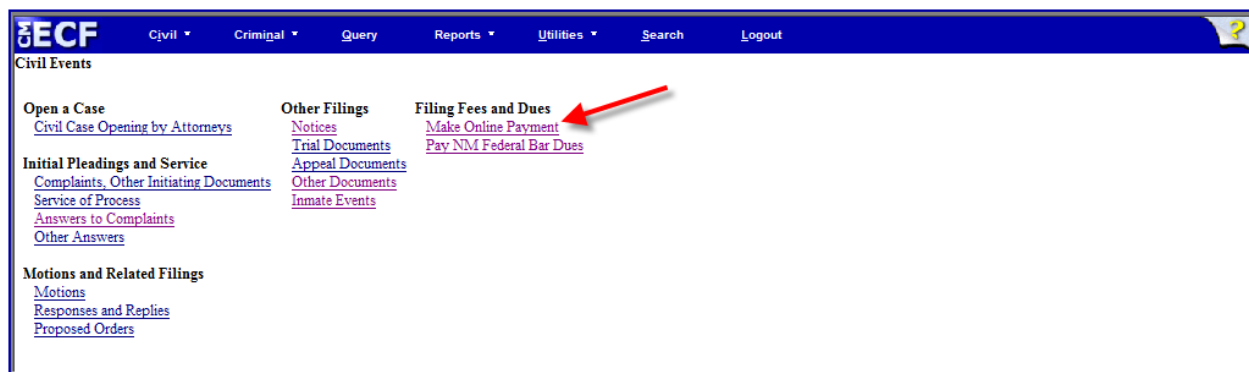 CM ECF Civil Criminal Query Reports Utilities Search Logout ?
Civil Events
Open a Case
Civil Case Opening by Attorneys
Initial Pleadings and Service
Complaints, Other Initiating Documents
Service of Process
Answers to Complaints
Other Answers
Motions and Related Filings
Motions
Responses and Replies
Proposed Orders
Other Filings
Notices
Trial Documents
Appeal Documents
Other Documents
Inmate Events
Filing Fees and Dues
Make Online Payment
Pay NM Federal Bar Dues